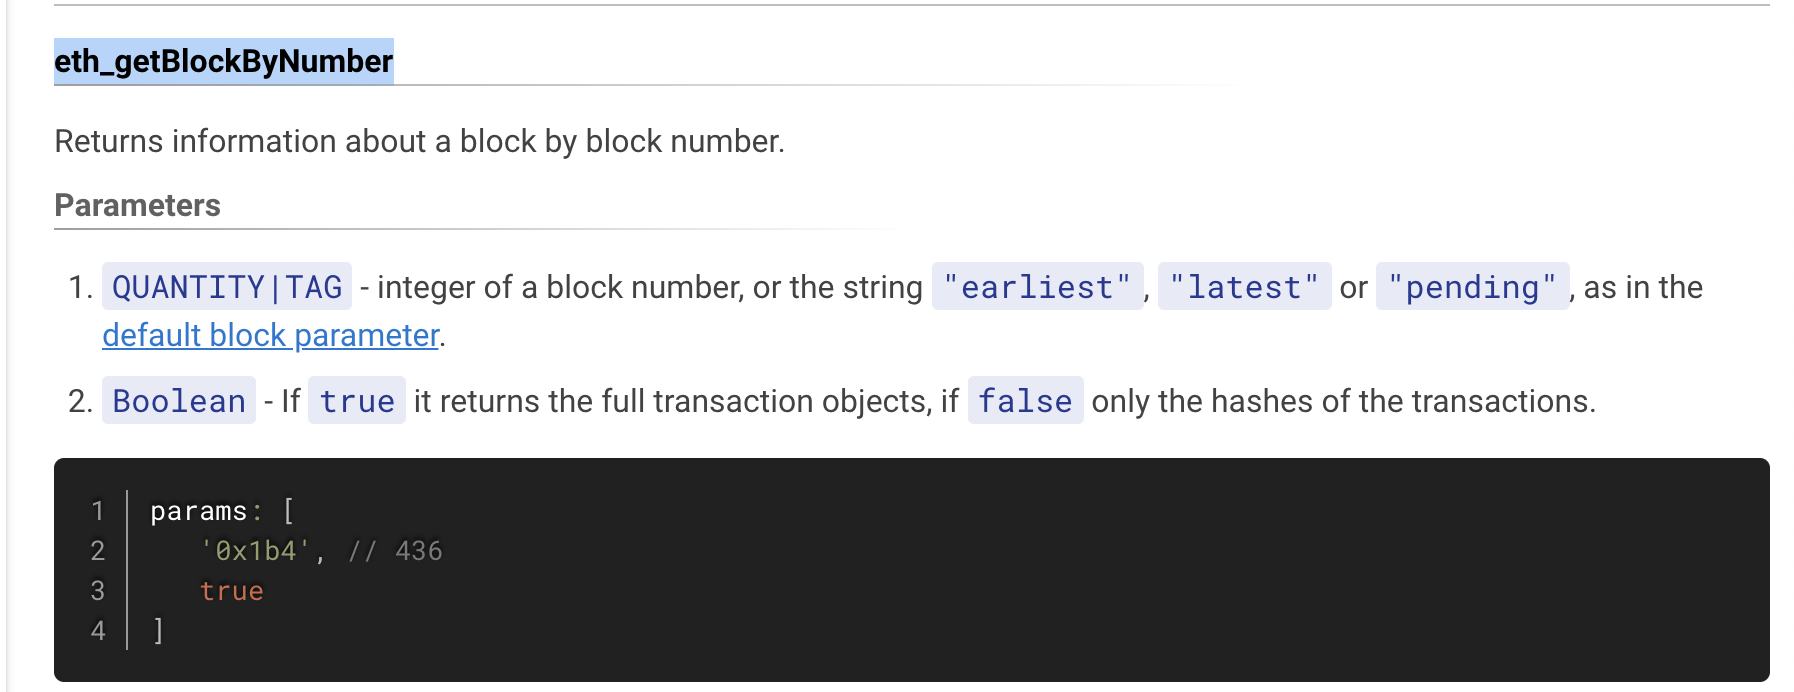 eth_getBlockByNumber
Returns information about a block by block number.
Parameters
1. QUANTITY|TAG - integer of a block number, or the string "earliest", "latest" or "pending", as in the
default block parameter.
2. Boolean - If true it returns the full transaction objects, if false only the hashes of the transactions.
1 params: [
2 '0x1b4', // 436
3 true
4 ]